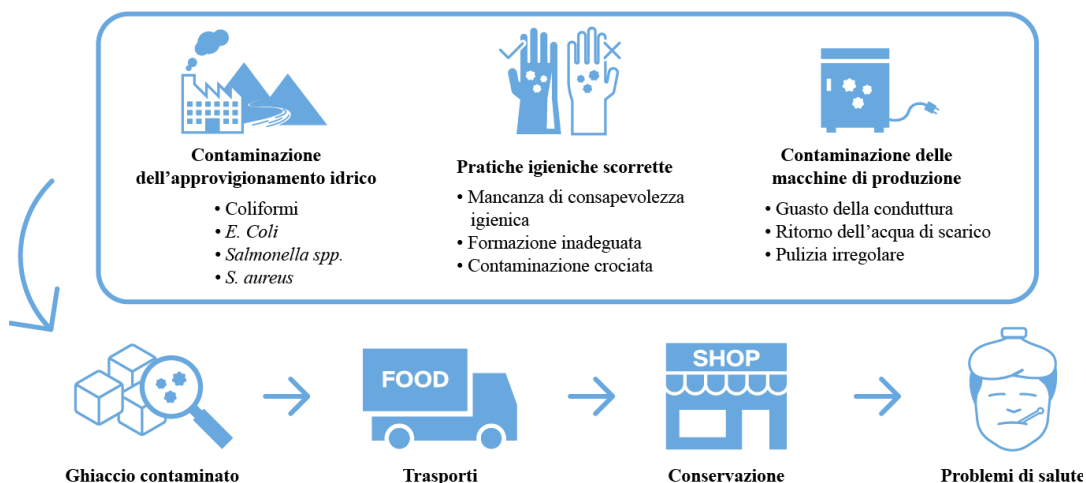 Contaminazione
dell’approvigionamento idrico
• Coliformi
• E. Coli
• Salmonella spp.
• S. aureus
Pratiche igieniche scorrette
• Mancanza di consapevolezza
igienica
• Formazione inadeguata
• Contaminazione crociata
Contaminazione delle
macchine di produzione
• Guasto della conduttura
• Ritorno dell’acqua di scarico
• Pulizia irregolare
Ghiaccio contaminato
FOOD
Trasporti
SHOP
Conservazione
Problemi di salute